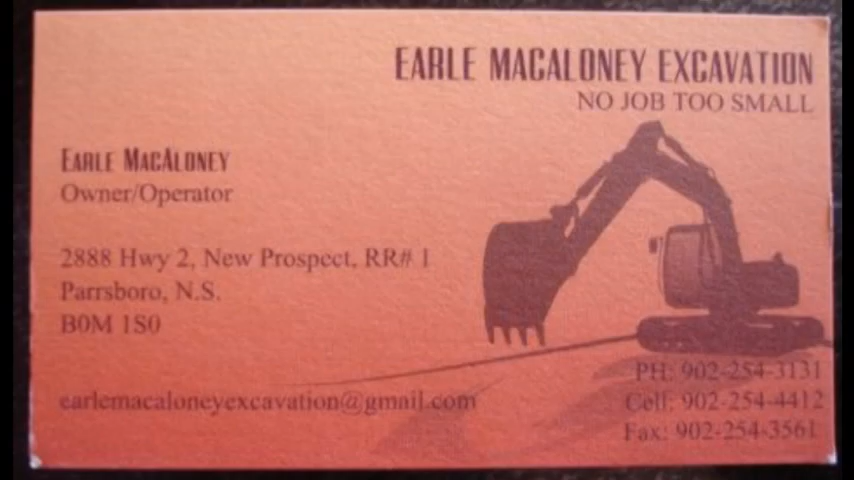 EARLE MACALONEY EXCAVATION
NO JOB TOO SMALL
EARLE MACALONEY
Owner/Operator
2888 Hwy 2, New Prospect, RR# 1
Parrsboro, N.S.
B0M 1S0
earlemacaloneyexcavation@gmail.com
PH: 902-254-3131
Cell: 902-254-4412
Fax: 902-254-3561